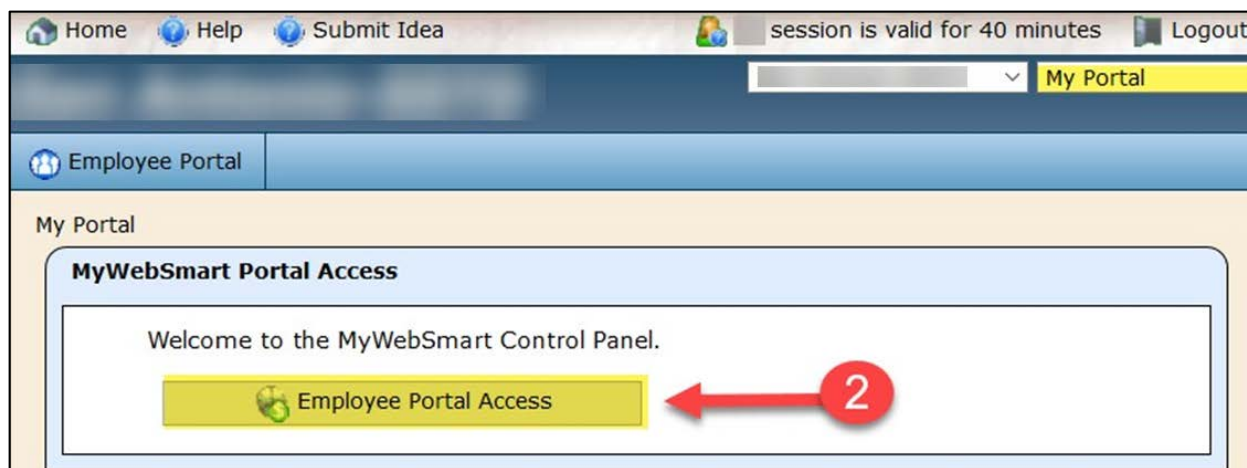 Home Help Submit Idea session is valid for 40 minutes Logout
My Portal
Employee Portal
My Portal
MyWebSmart Portal Access
Welcome to the MyWebSmart Control Panel.
Employee Portal Access 2